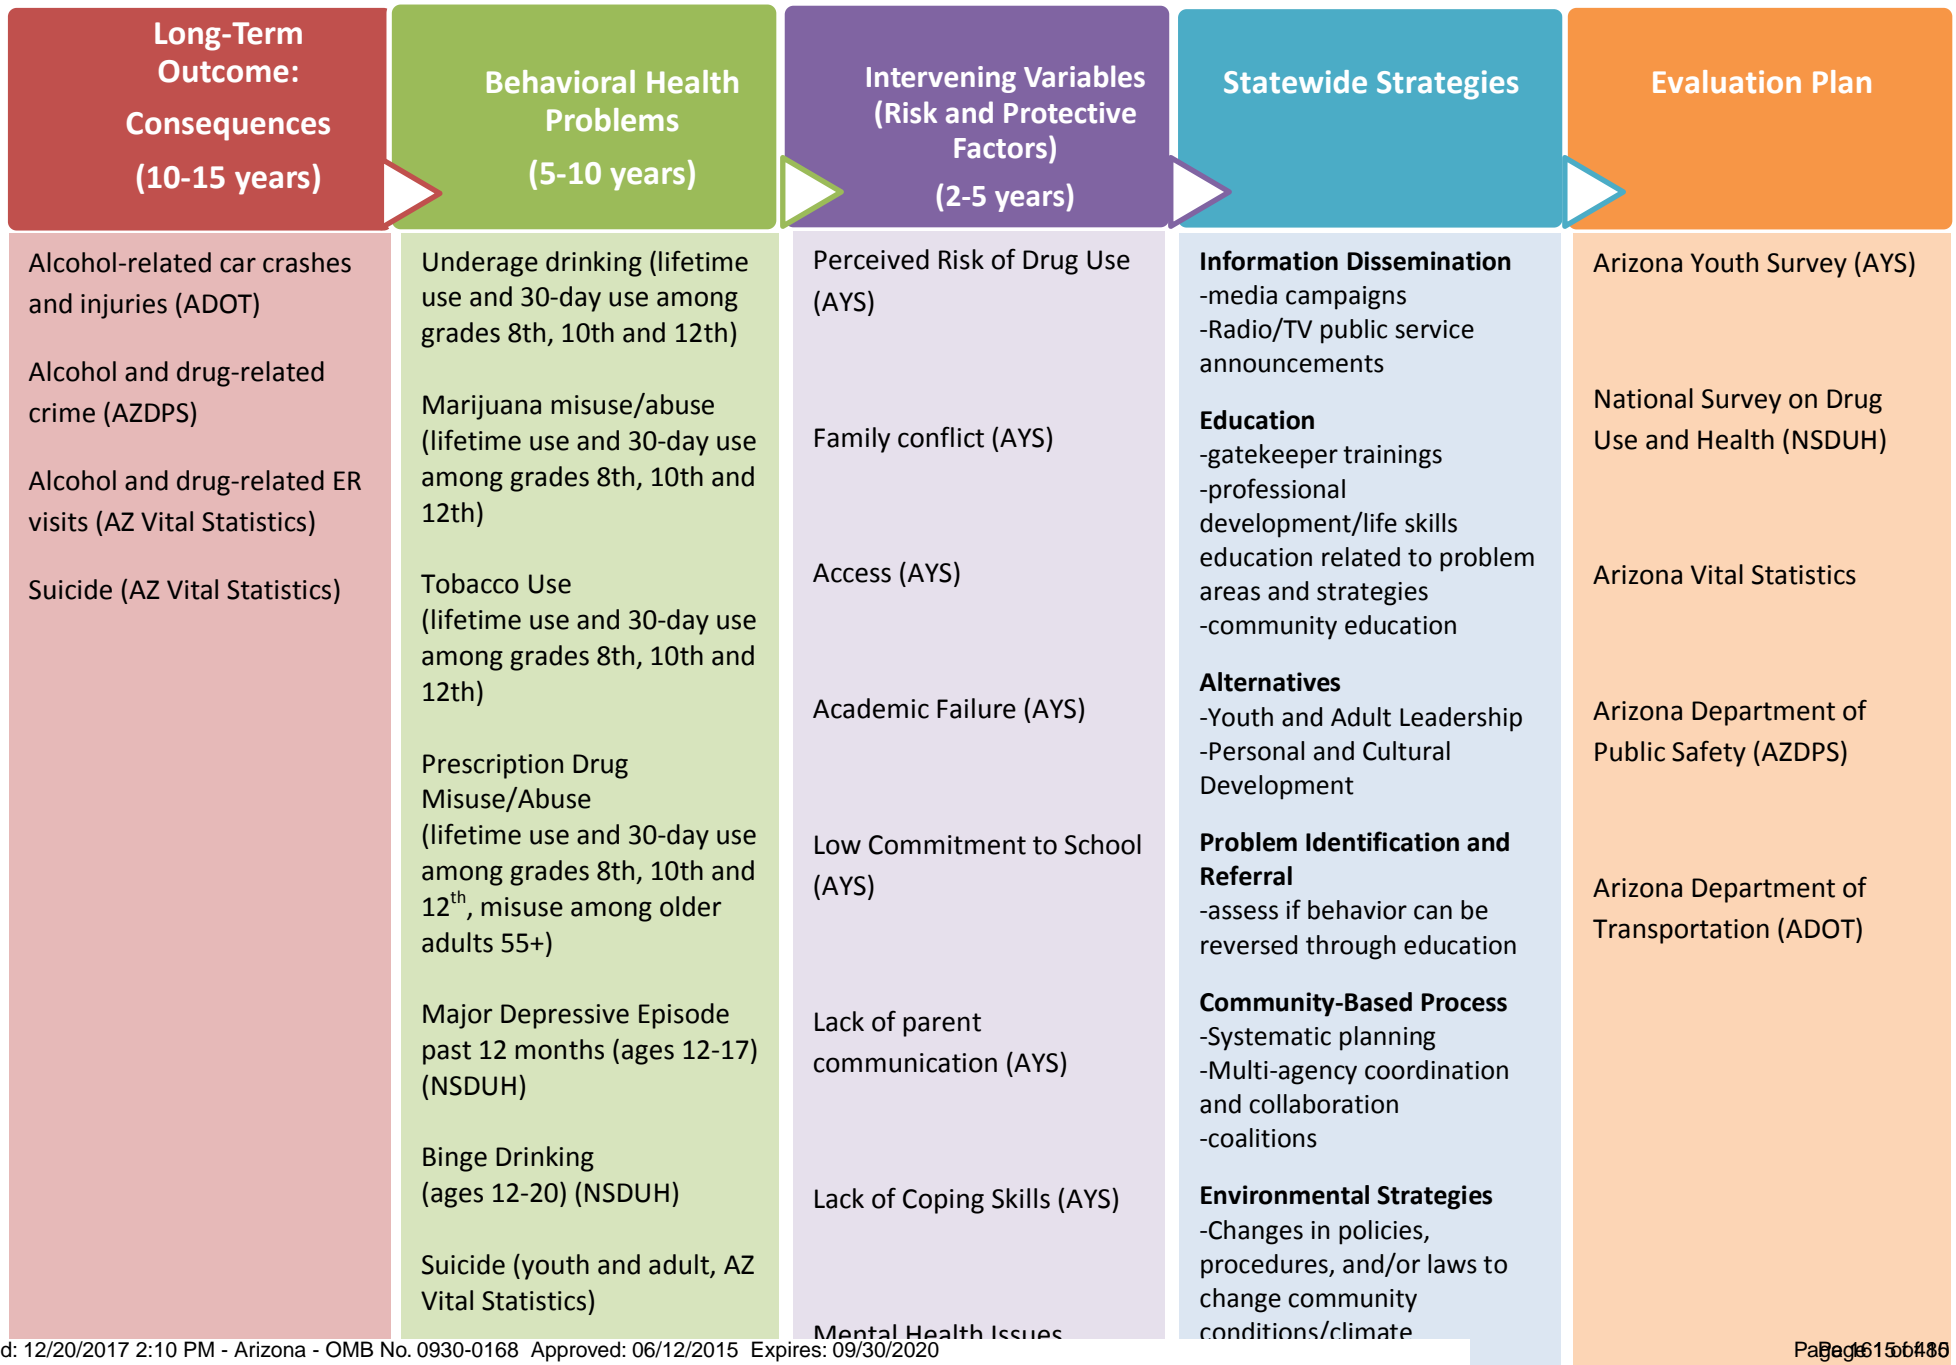 Long-Term
Outcome:
Consequences
(10-15 years)
Behavioral Health
Problems
(5-10 years)
Intervening Variables
(Risk and Protective
Factors)
(2-5 years)
Statewide Strategies
Evaluation Plan
Alcohol-related car crashes
and injuries (ADOT)
Alcohol and drug-related
crime (AZDPS)
Alcohol and drug-related ER
visits (AZ Vital Statistics)
Suicide (AZ Vital Statistics)
Underage drinking (lifetime
use and 30-day use among
grades 8th, 10th and 12th)
Marijuana misuse/abuse
(lifetime use and 30-day use
among grades 8th, 10th and
12th)
Tobacco Use
(lifetime use and 30-day use
among grades 8th, 10th and
12th)
Prescription Drug
Misuse/Abuse
(lifetime use and 30-day use
among grades 8th, 10th and
12th, misuse among older
adults 55+)
Major Depressive Episode
past 12 months (ages 12-17)
(NSDUH)
Binge Drinking
(ages 12-20) (NSDUH)
Suicide (youth and adult, AZ
Vital Statistics)
Perceived Risk of Drug Use
(AYS)
Family conflict (AYS)
Access (AYS)
Academic Failure (AYS)
Low Commitment to School
(AYS)
Lack of parent
communication (AYS)
Lack of Coping Skills (AYS)
Mental Health Issues
Information Dissemination
-media campaigns
-Radio/TV public service
announcements
Education
-gatekeeper trainings
-professional
development/life skills
education related to problem
areas and strategies
-community education
Alternatives
-Youth and Adult Leadership
-Personal and Cultural
Development
Problem Identification and
Referral
-assess if behavior can be
reversed through education
Community-Based Process
-Systematic planning
-Multi-agency coordination
and collaboration
-coalitions
Environmental Strategies
-Changes in policies,
procedures, and/or laws to
change community
conditions/climate
Arizona Youth Survey (AYS)
National Survey on Drug
Use and Health (NSDUH)
Arizona Vital Statistics
Arizona Department of
Public Safety (AZDPS)
Arizona Department of
Transportation (ADOT)
d: 12/20/2017 2:10 PM - Arizona - OMB No. 0930-0168 Approved: 06/12/2015 Expires: 09/30/2020